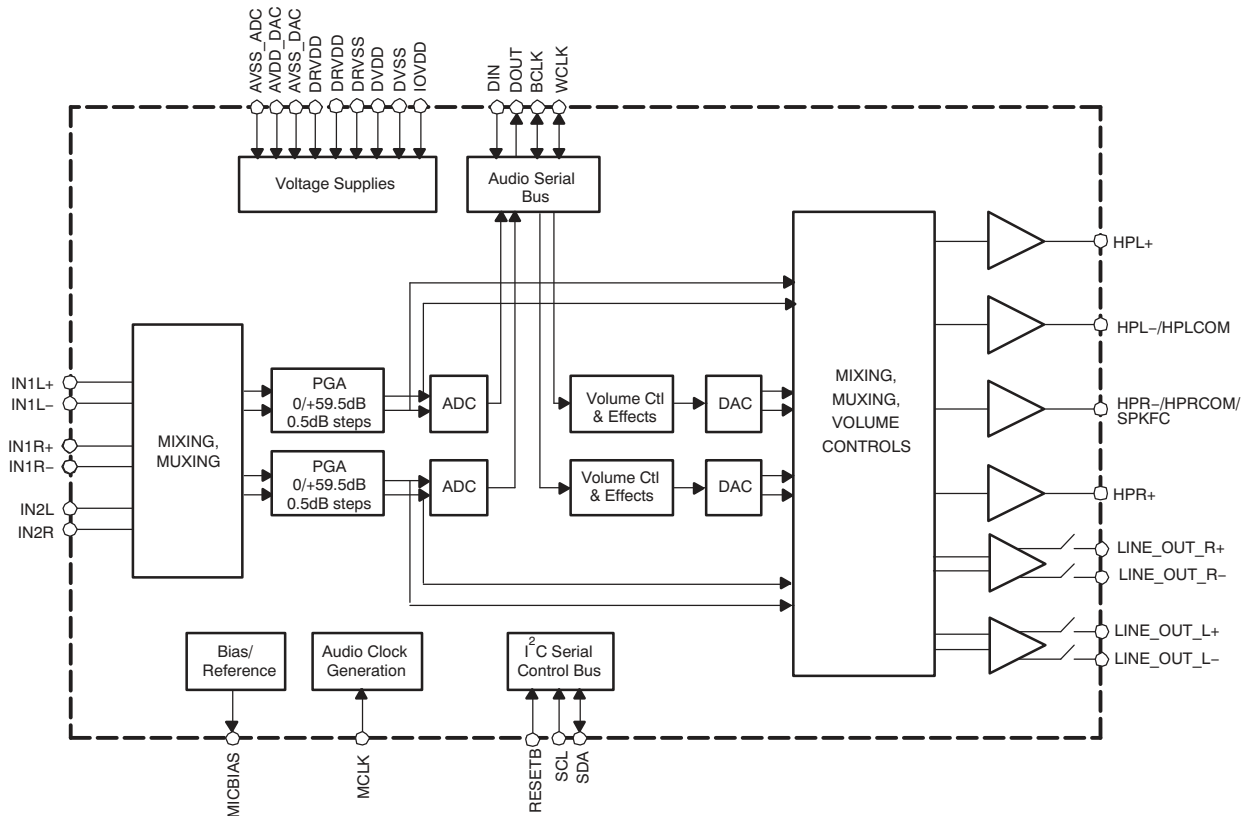 AVSS_ADC
AVDD_DAC
AVSS_DAC
DRVDD
DRVDD
DRVSS
DVDD
DVSS
IOVDD
DIN
DOUT
BCLK
WCLK
Voltage Supplies
Audio Serial
Bus
HPL+
HPL−/HPLCOM
HPR−/HPRCOM/
SPKFC
HPR+
LINE_OUT_R+
LINE_OUT_R−
LINE_OUT_L+
LINE_OUT_L−
IN1L+
IN1L−
IN1R+
IN1R−
IN2L
IN2R
MIXING,
MUXING
PGA
0/+59.5dB
0.5dB steps
ADC
Volume Ctl
& Effects
DAC
PGA
0/+59.5dB
0.5dB steps
ADC
Volume Ctl
& Effects
DAC
MIXING,
MUXING,
VOLUME
CONTROLS
Bias/
Reference
Audio Clock
Generation
I²C Serial
Control Bus
MICBIAS
MCLK
RESETB
SCL
SDA